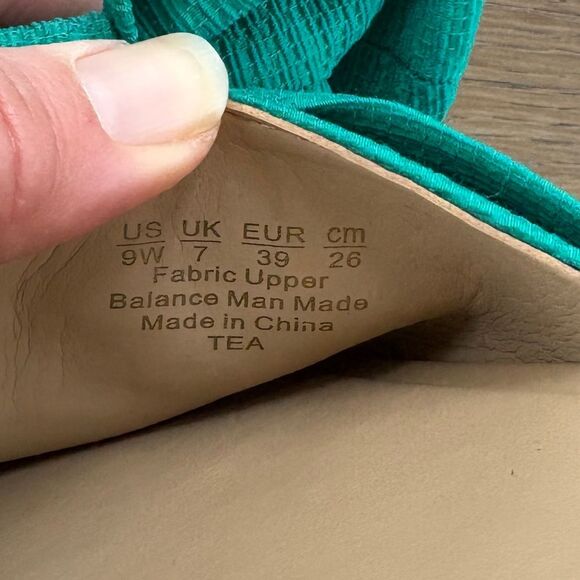 US UK EUR cm
9W 7 39 26
Fabric Upper
Balance Man Made
Made in China
TEA